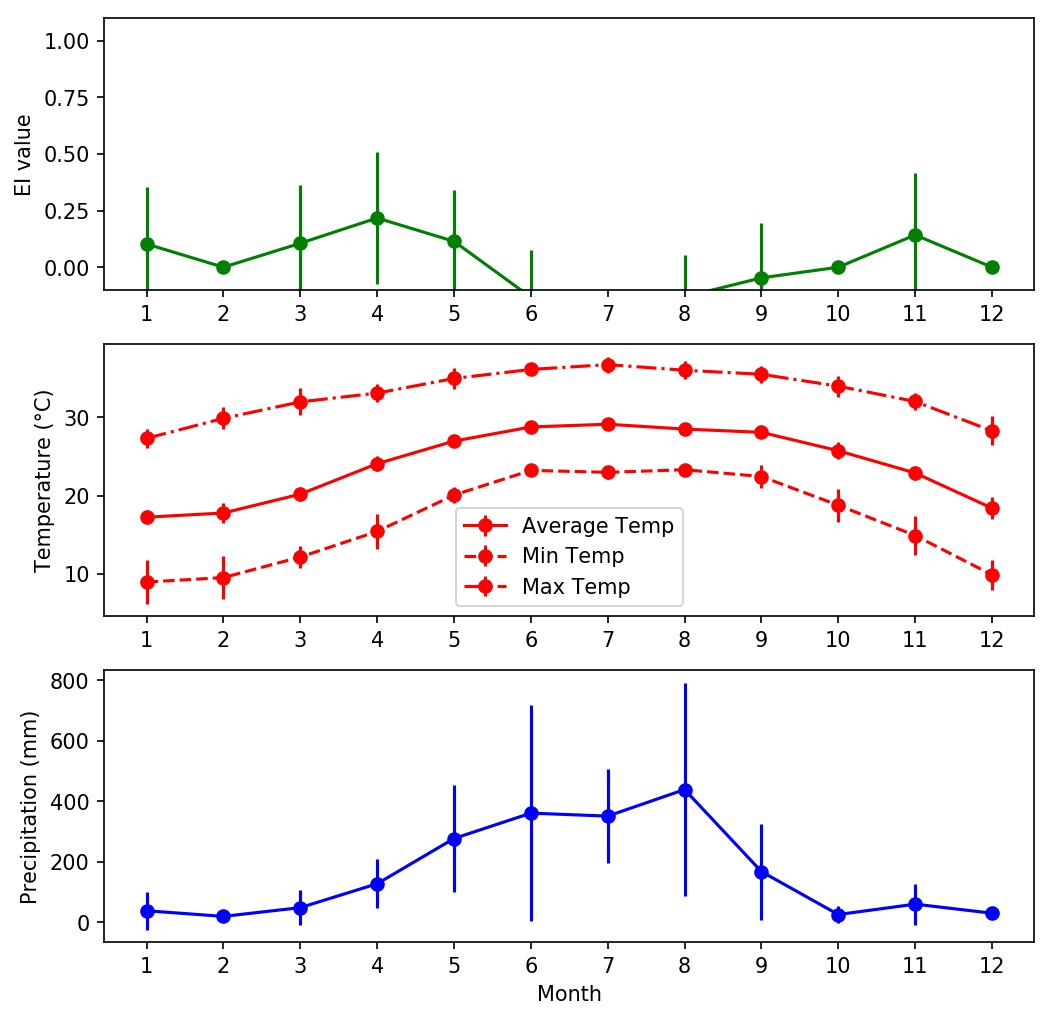 EI value
1.00
0.75
0.50
0.25
0.00
1 2 3 4 5 6 7 8 9 10 11 12
Temperature (°C)
30
20
10
Average Temp
Min Temp
Max Temp
1 2 3 4 5 6 7 8 9 10 11 12
Precipitation (mm)
800
600
400
200
0
1 2 3 4 5 6 7 8 9 10 11 12
Month